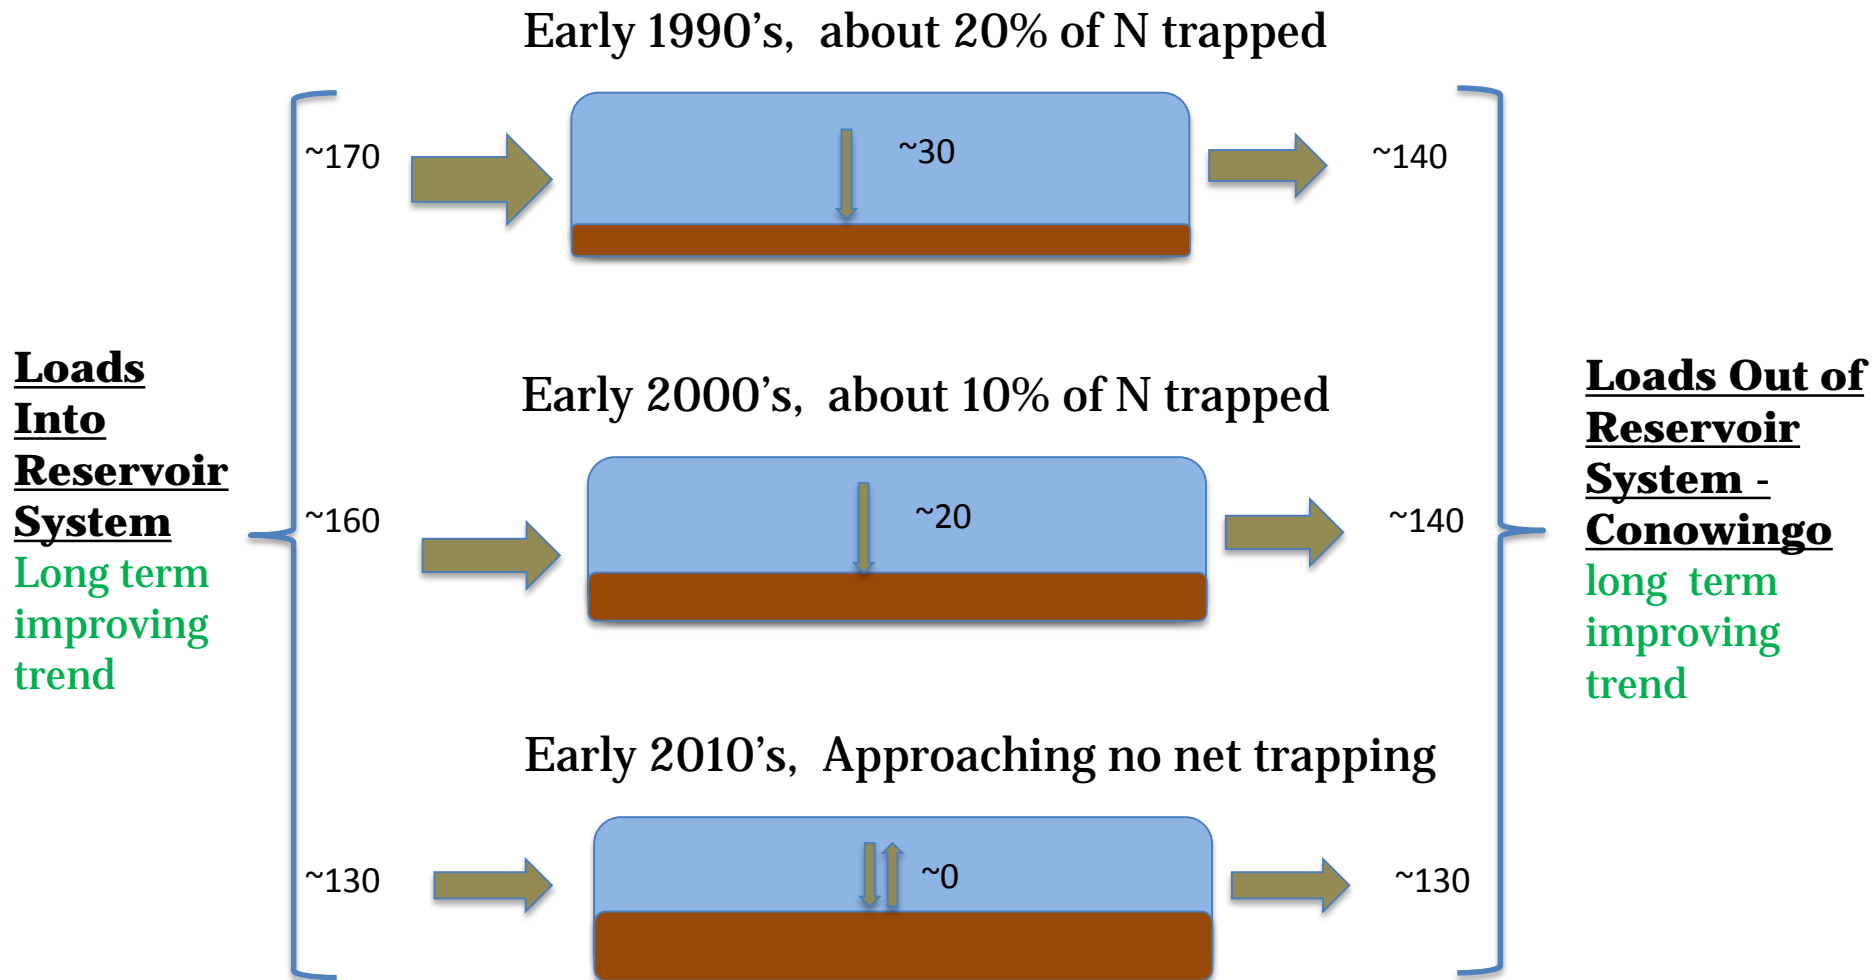 Early 1990’s,  about 20% of N trapped
~170
~30
~140
Loads
Into
Reservoir
System
Long term
improving
trend
Early 2000’s,  about 10% of N trapped
~160
~20
~140
Loads Out of
Reservoir
System -
Conowingo
long  term
improving
trend
Early 2010’s,  Approaching no net trapping
~130
~0
~130